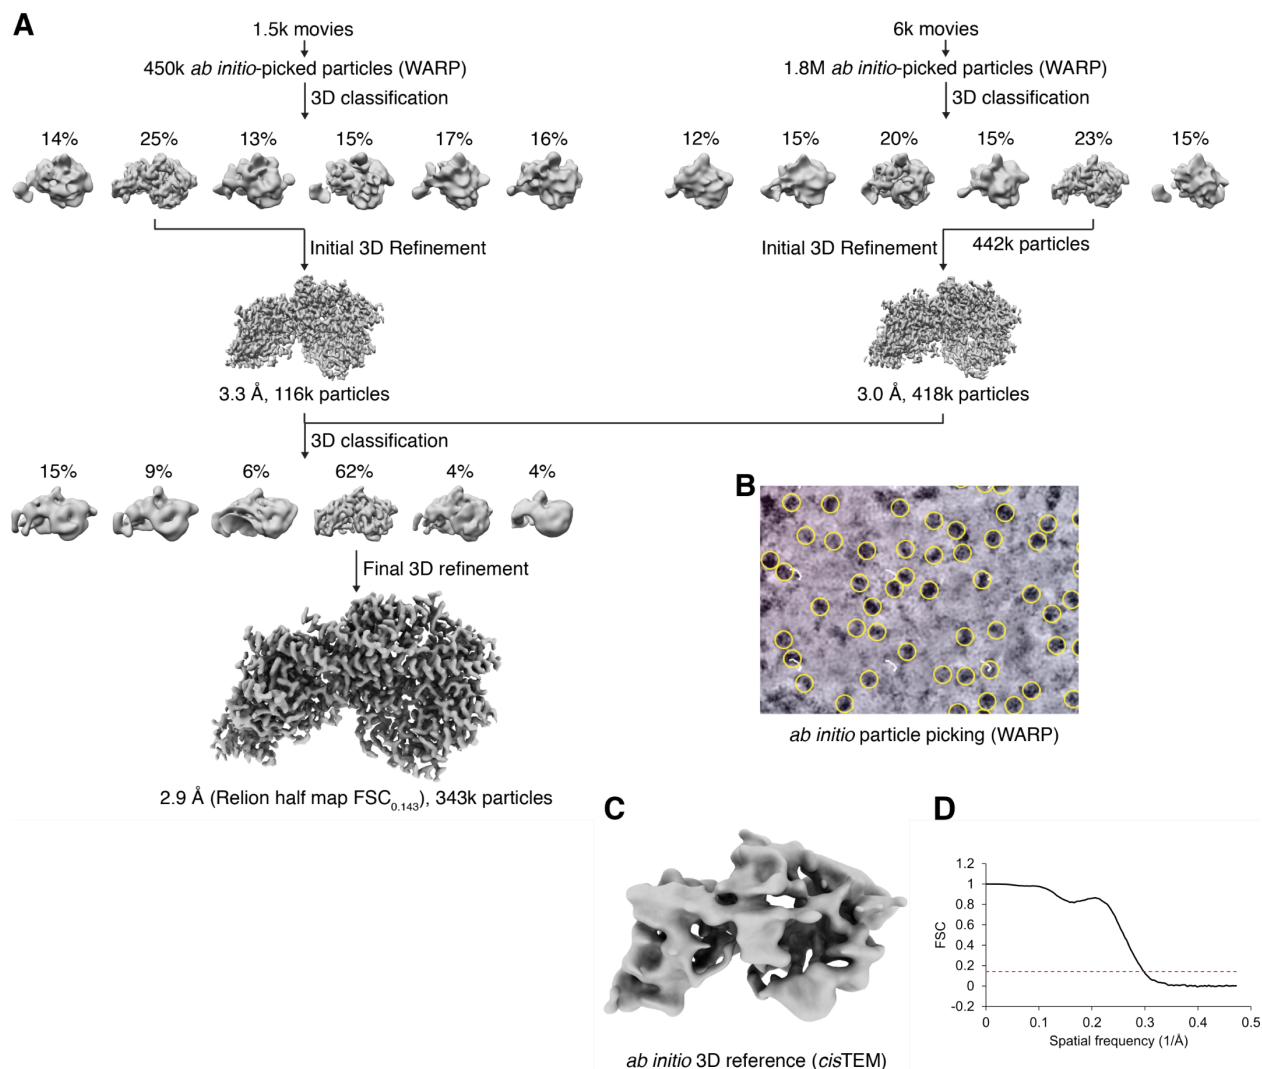 A
1.5k movies
6k movies
450k ab initio-picked particles (WARP)
1.8M ab initio-picked particles (WARP)
3D classification
3D classification
14% 25% 13% 15% 17% 16%
12% 15% 20% 15% 23% 15%
Initial 3D Refinement
Initial 3D Refinement
442k particles
3.3 Å, 116k particles
3.0 Å, 418k particles
3D classification
15% 9% 6% 62% 4% 4%
Final 3D refinement
2.9 Å (Relion half map FSC0.143), 343k particles
B
ab initio particle picking (WARP)
C
ab initio 3D reference (cisTEM)
D
1.2
1
0.8
0.6
0.4
0.2
0
-0.2
FSC
0 0.1 0.2 0.3 0.4 0.5
Spatial frequency (1/Å)